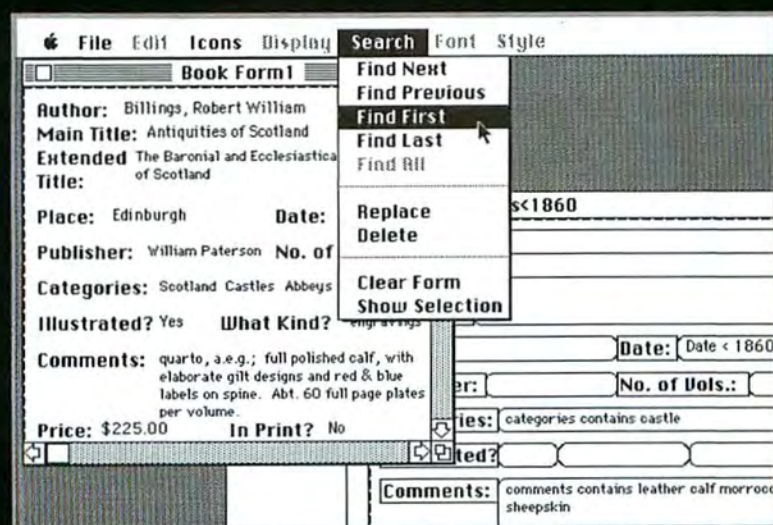 File Edit Icons Display Search Font Style
Book Form1
Author: Billings, Robert William
Main Title: Antiquities of Scotland
Extended Title: The Baronial and Ecclesiastica
of Scotland
Place: Edinburgh Date:
Publisher: William Paterson No. of
Categories: Scotland Castles Abbeys
Illustrated? Yes What Kind? engravings
Comments: quarto, a.e.g.; full polished calf, with
elaborate gilt designs and red & blue
labels on spine. Abt. 60 full page plates
per volume.
Price: $225.00 In Print? No
Find Next
Find Previous
Find First
Find Last
Find All
Replace
Delete
Clear Form
Show Selection
s<1860
Date: Date < 1860
er: No. of Vols.:
ies: categories contains castle
ted?
Comments: comments contains leather calf morrocc
sheepskin